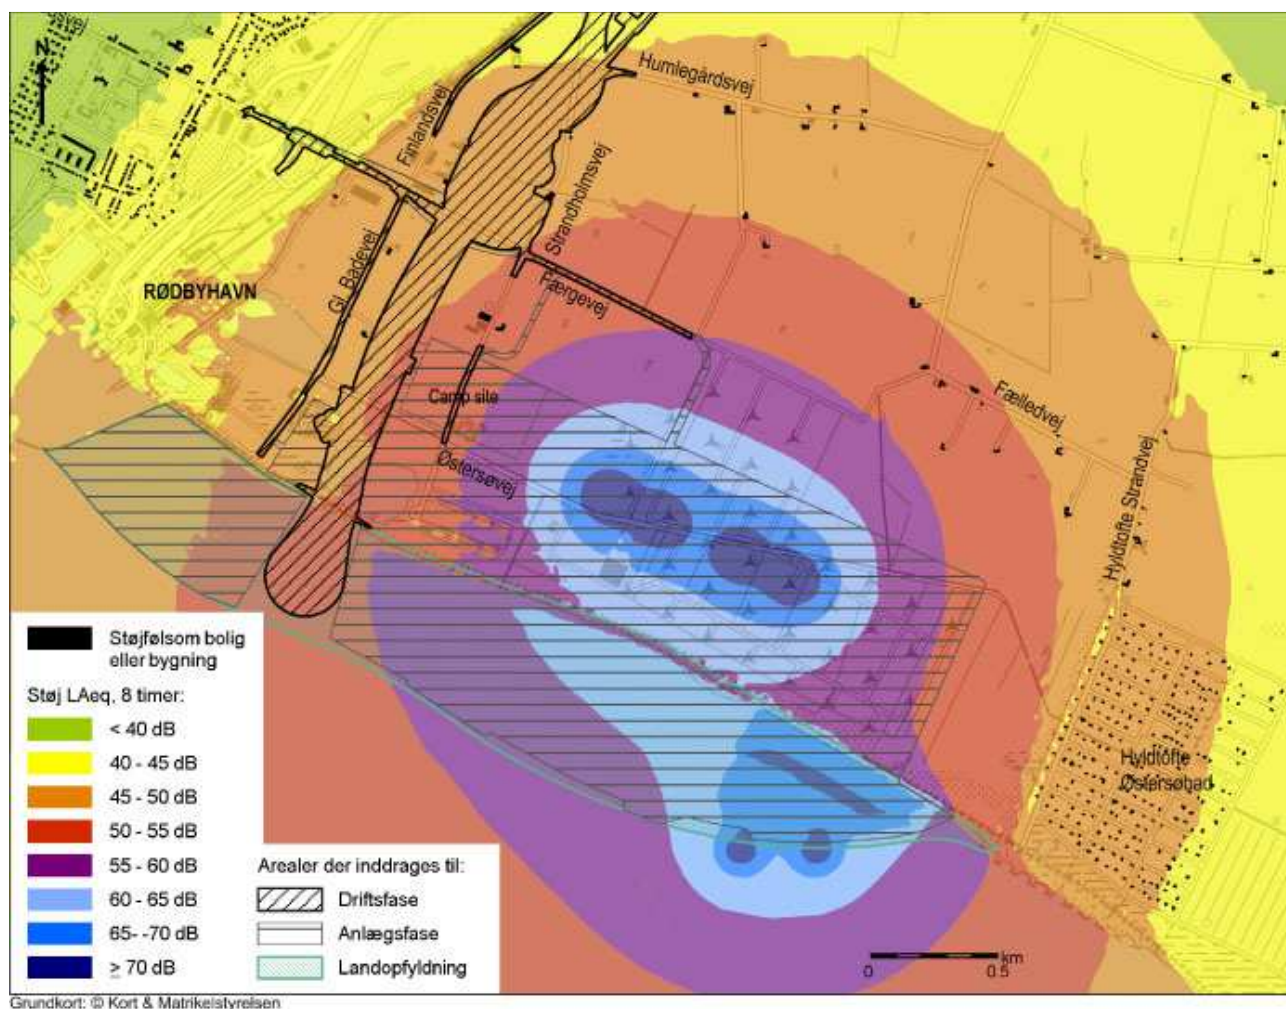 N
Humlegårdsvej
Finlandsvej
Strandholmsvej
Gl. Badevej
RØDBYHAVN
Færgevej
Camp site
Østersøvej
Fælledvej
Hyldtofte Strandvej
Hyldtofte
Østersøbad
Støjfølsom bolig
eller bygning
Støj LAeq, 8 timer:
< 40 dB
40 - 45 dB
45 - 50 dB
50 - 55 dB
55 - 60 dB
60 - 65 dB
65- -70 dB
≥ 70 dB
Arealer der inddrages til:
Driftsfase
Anlægsfase
Landopfyldning
km
0
0.5
Grundkort: © Kort & Matrikelstyrelsen